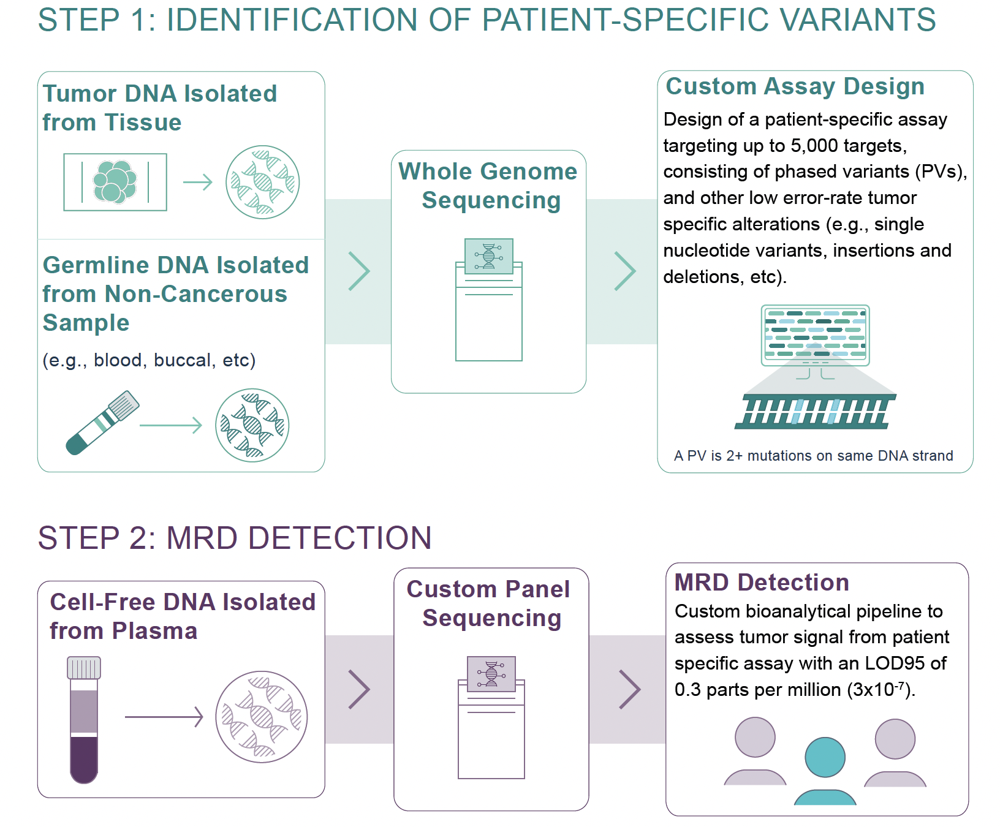 STEP 1: IDENTIFICATION OF PATIENT-SPECIFIC VARIANTS
Tumor DNA Isolated
from Tissue
Germline DNA Isolated
from Non-Cancerous
Sample
(e.g., blood, buccal, etc)
Whole Genome
Sequencing
Custom Assay Design
Design of a patient-specific assay
targeting up to 5,000 targets,
consisting of phased variants (PVs),
and other low error-rate tumor
specific alterations (e.g., single
nucleotide variants, insertions and
deletions, etc).
A PV is 2+ mutations on same DNA strand
STEP 2: MRD DETECTION
Cell-Free DNA Isolated
from Plasma
Custom Panel
Sequencing
MRD Detection
Custom bioanalytical pipeline to
assess tumor signal from patient
specific assay with an LOD95 of
0.3 parts per million (3x10⁻⁷).